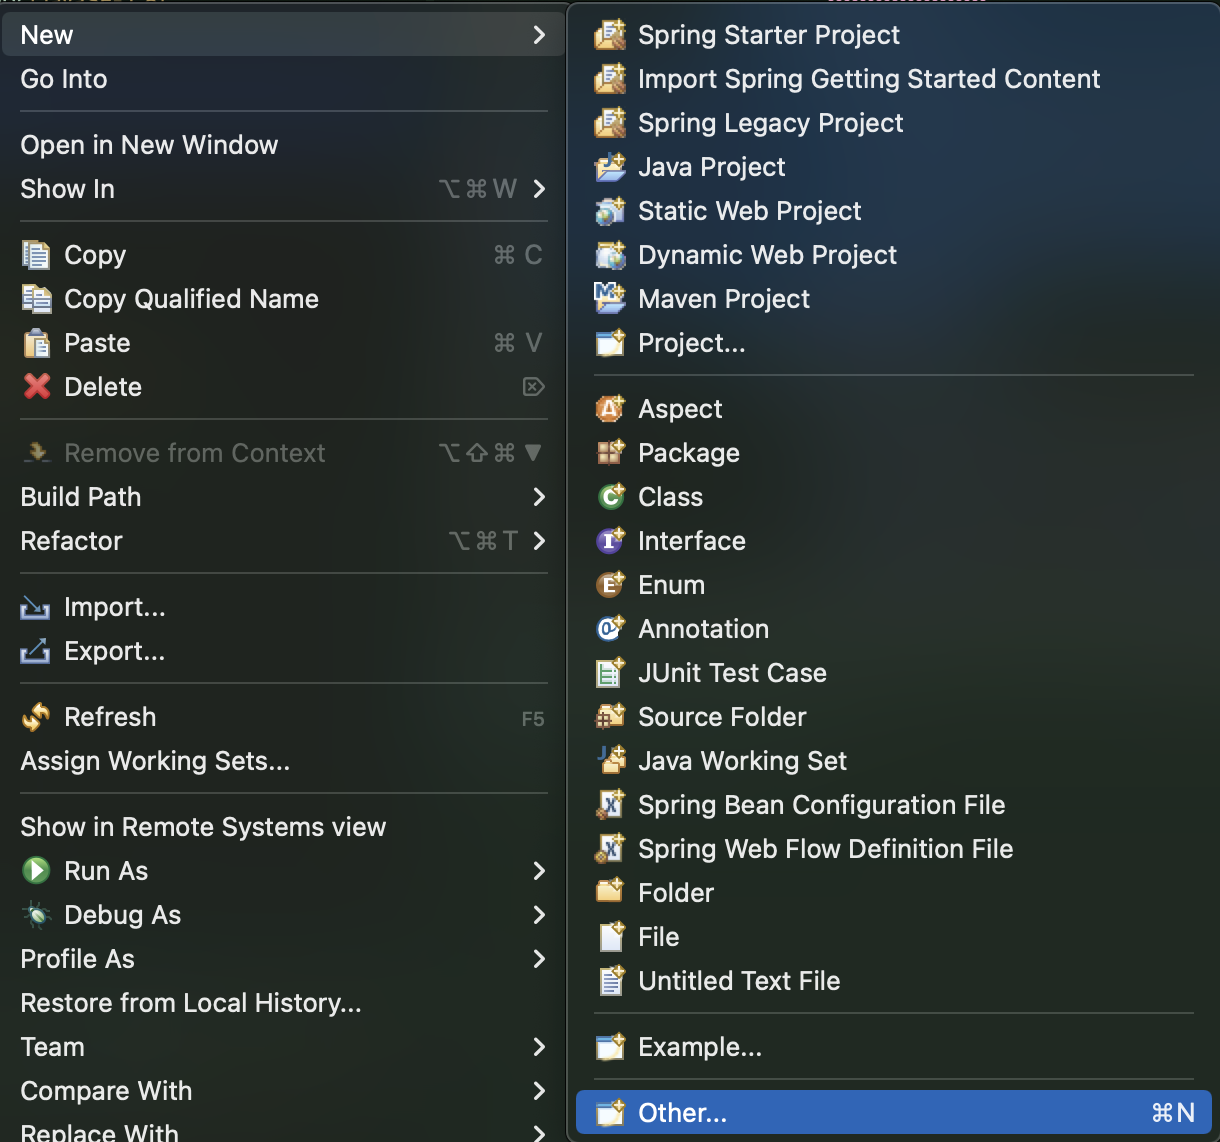 New
Go Into
Open in New Window
Show In ⌥⌘W
Copy ⌘ C
Copy Qualified Name
Paste ⌘ V
Delete ⌦
Remove from Context ⌥⇧⌘▼
Build Path
Refactor ⌥⌘T
Import...
Export...
Refresh F5
Assign Working Sets...
Show in Remote Systems view
Run As
Debug As
Profile As
Restore from Local History...
Team
Compare With
Replace With
Spring Starter Project
Import Spring Getting Started Content
Spring Legacy Project
Java Project
Static Web Project
Dynamic Web Project
Maven Project
Project...
Aspect
Package
Class
Interface
Enum
Annotation
JUnit Test Case
Source Folder
Java Working Set
Spring Bean Configuration File
Spring Web Flow Definition File
Folder
File
Untitled Text File
Example...
Other... ⌘N